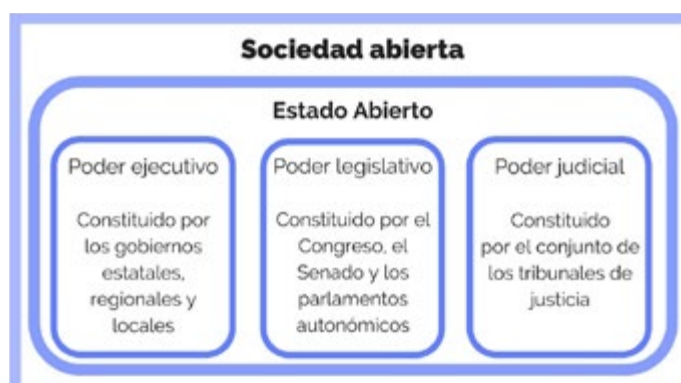 Sociedad abierta
Estado Abierto
Poder ejecutivo
Constituido por
los gobiernos
estatales,
regionales y
locales
Poder legislativo
Constituido por el
Congreso, el
Senado y los
parlamentos
autonómicos
Poder judicial
Constituido
por el conjunto de
los tribunales de
justicia